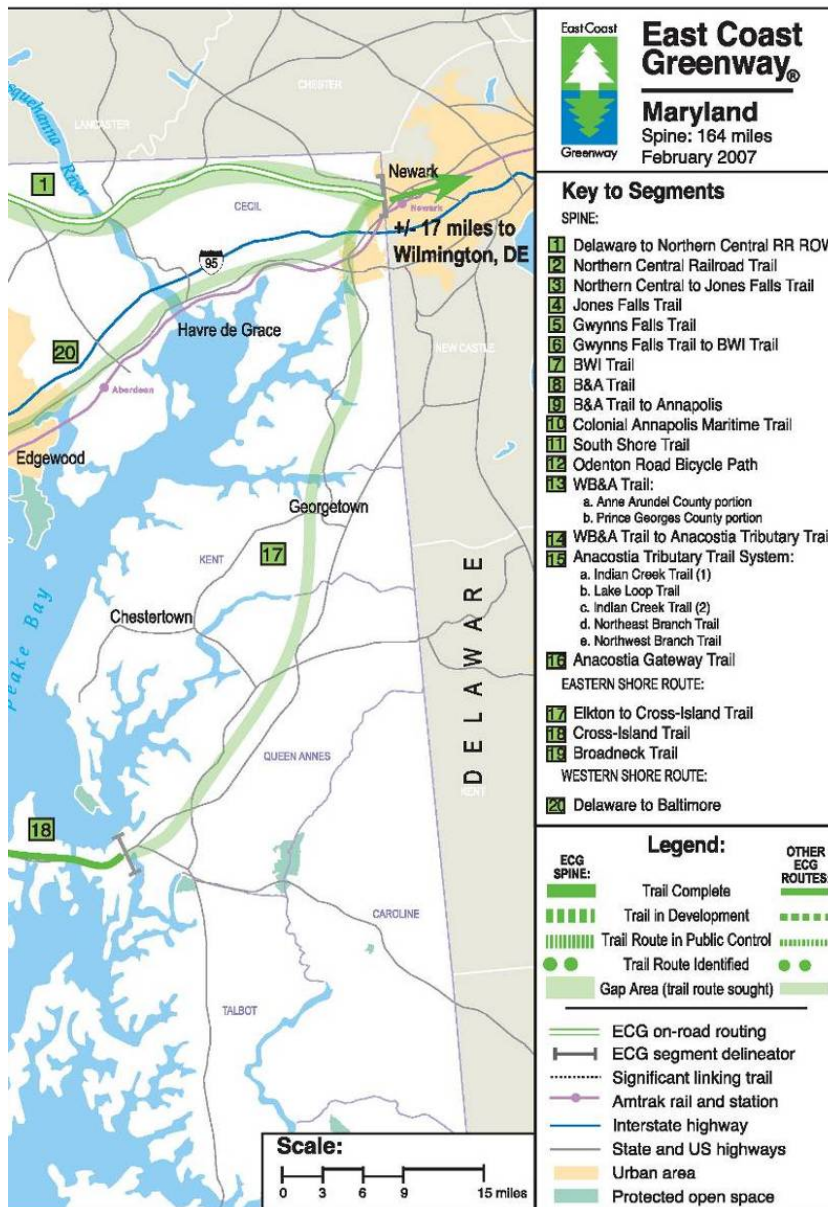 CHESTER
LANCASTER
squehanna
River
1
CECIL
Newark
Newark
+/- 17 miles to
Wilmington, DE
95
Havre de Grace
NEW CASTLE
20
Aberdeen
Edgewood
Georgetown
KENT
17
Chestertown
peake Bay
DELAWARE
QUEEN ANNES
KENT
18
CAROLINE
TALBOT
Scale:
0 3 6 9 15 miles
East Coast
Greenway
East Coast
Greenway®
Maryland
Spine: 164 miles
February 2007
Key to Segments
SPINE:
1 Delaware to Northern Central RR ROW
2 Northern Central Railroad Trail
3 Northern Central to Jones Falls Trail
4 Jones Falls Trail
5 Gwynns Falls Trail
6 Gwynns Falls Trail to BWI Trail
7 BWI Trail
8 B&A Trail
9 B&A Trail to Annapolis
10 Colonial Annapolis Maritime Trail
11 South Shore Trail
12 Odenton Road Bicycle Path
13 WB&A Trail:
a. Anne Arundel County portion
b. Prince Georges County portion
14 WB&A Trail to Anacostia Tributary Trail
15 Anacostia Tributary Trail System:
a. Indian Creek Trail (1)
b. Lake Loop Trail
c. Indian Creek Trail (2)
d. Northeast Branch Trail
e. Northwest Branch Trail
16 Anacostia Gateway Trail
EASTERN SHORE ROUTE:
17 Elkton to Cross-Island Trail
18 Cross-Island Trail
19 Broadneck Trail
WESTERN SHORE ROUTE:
20 Delaware to Baltimore
Legend:
ECG
SPINE:
OTHER
ECG
ROUTES:
Trail Complete
Trail in Development
Trail Route in Public Control
Trail Route Identified
Gap Area (trail route sought)
ECG on-road routing
ECG segment delineator
Significant linking trail
Amtrak rail and station
Interstate highway
State and US highways
Urban area
Protected open space